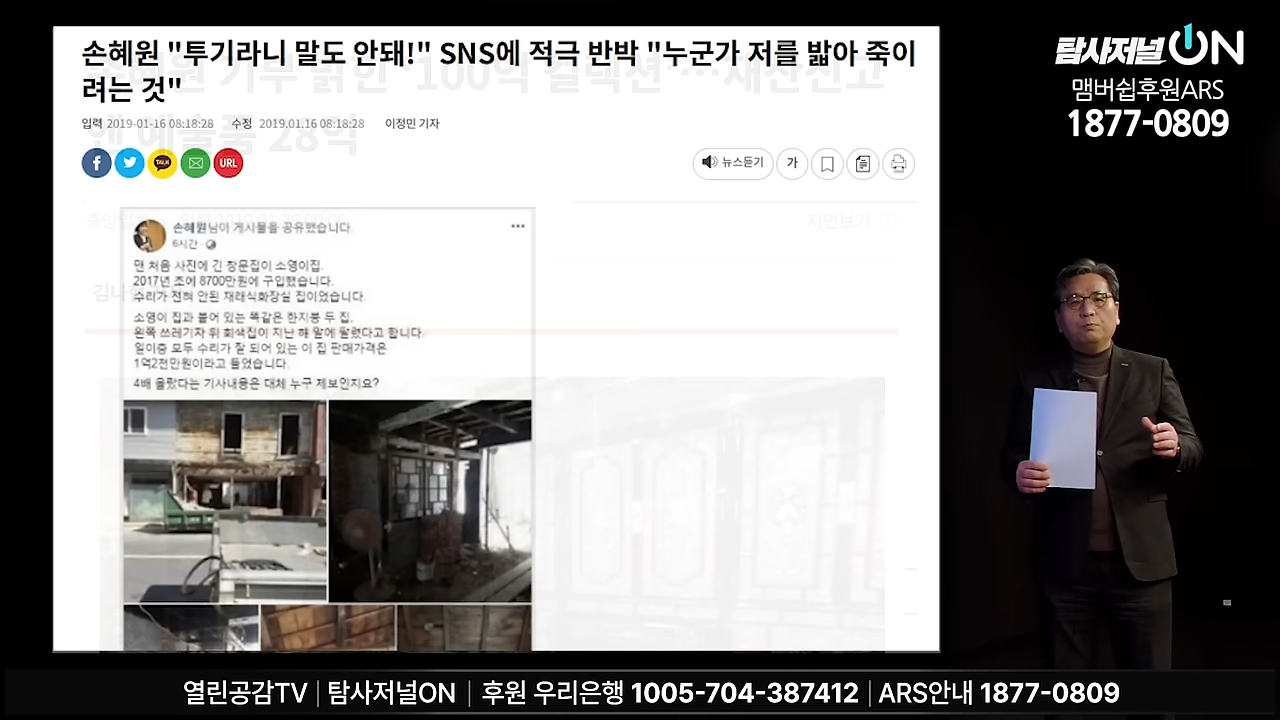 손혜원 "투기라니 말도 안돼!" SNS에 적극 반박 "누군가 저를 밟아 죽이
려는 것"
입력 2019-01-16 08:18:28 수정 2019.01.16 08:18:28 이정민 기자
f TALK URL
뉴스듣기 가
손혜원님이 게시물을 공유했습니다.
6시간
맨 처음 사진에 긴 창문집이 소영이집.
2017년 초에 8700만원에 구입했습니다.
수리가 전혀 안된 재래식화장실 집이었습니다.
소영이 집과 붙어 있는 똑같은 한지붕 두 집.
왼쪽 쓰레기차 뒤 회색집이 지난 해 말에 팔렸다고 합니다.
일이층 모두 수리가 잘 되어 있는 이 집 판매가격은
1억2천만원이라고 들었습니다.
4배 올랐다는 기사내용은 대체 누구 제보인지요?
지면보기
탐사저널ON
맴버쉽후원ARS
1877-0809
열린공감TV | 탐사저널ON | 후원 우리은행 1005-704-387412 | ARS안내 1877-0809